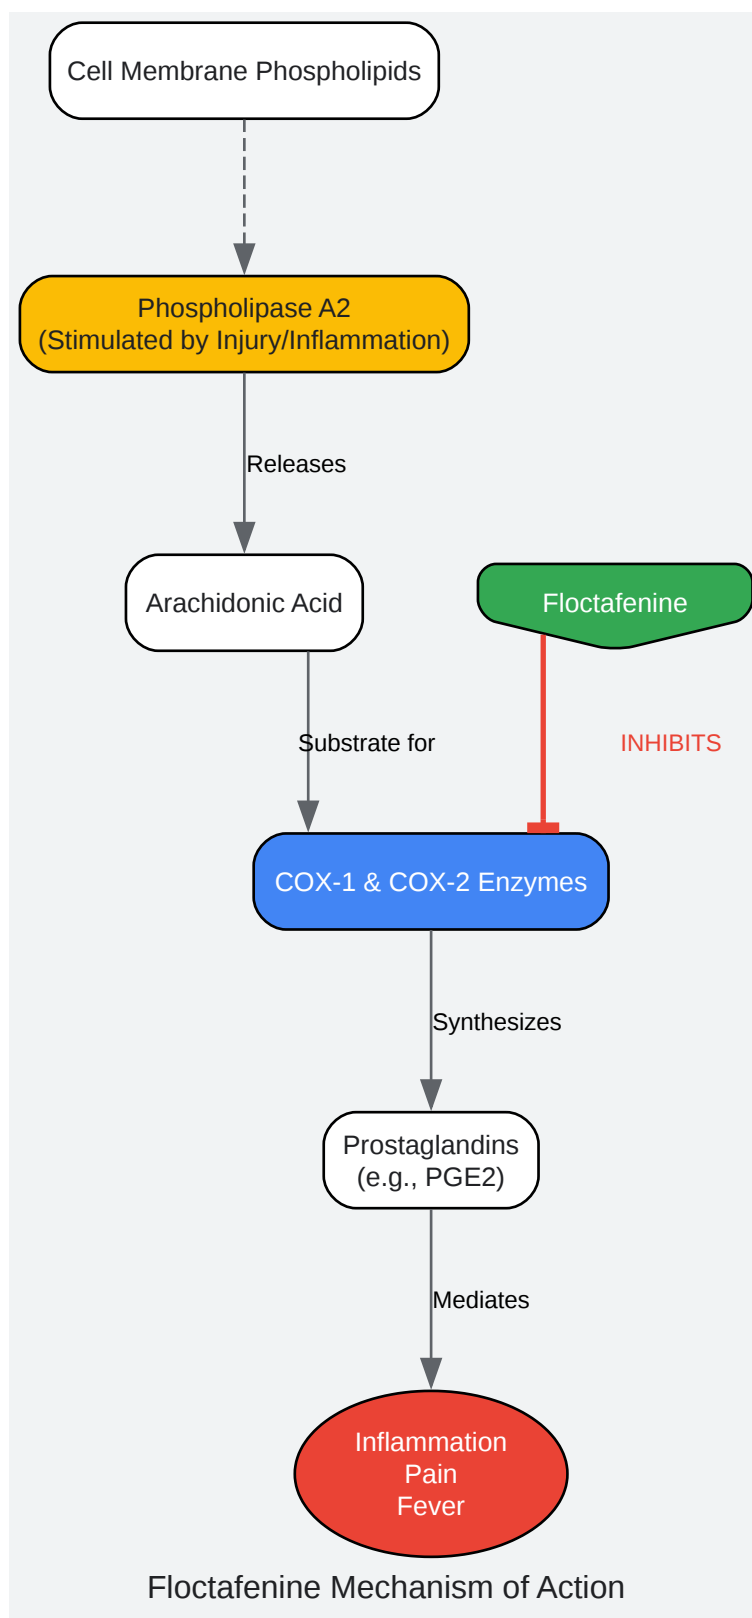 Cell Membrane Phospholipids
Phospholipase A2
(Stimulated by Injury/Inflammation)
Releases
Arachidonic Acid
Floctafenine
Substrate for
INHIBITS
COX-1 & COX-2 Enzymes
Synthesizes
Prostaglandins
(e.g., PGE2)
Mediates
Inflammation
Pain
Fever
Floctafenine Mechanism of Action